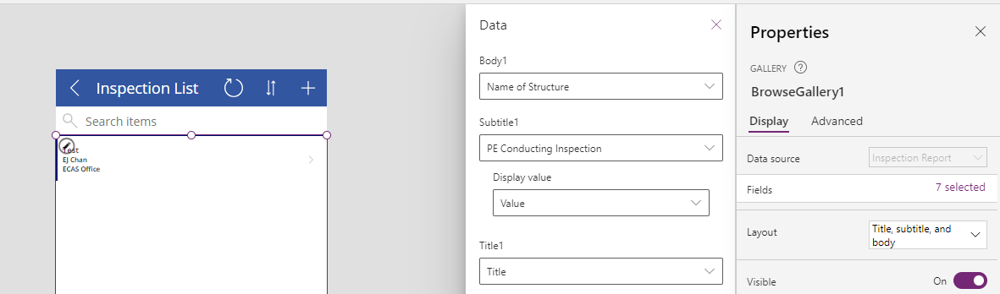 Inspection List
Search items
Test
EJ Chan
ECAS Office
Data
Body1
Name of Structure
Subtitle1
PE Conducting Inspection
Display value
Value
Title1
Title
Properties
GALLERY ?
BrowseGallery1
Display Advanced
Data source Inspection Report
Fields 7 selected
Layout Title, subtitle, and
body
Visible On